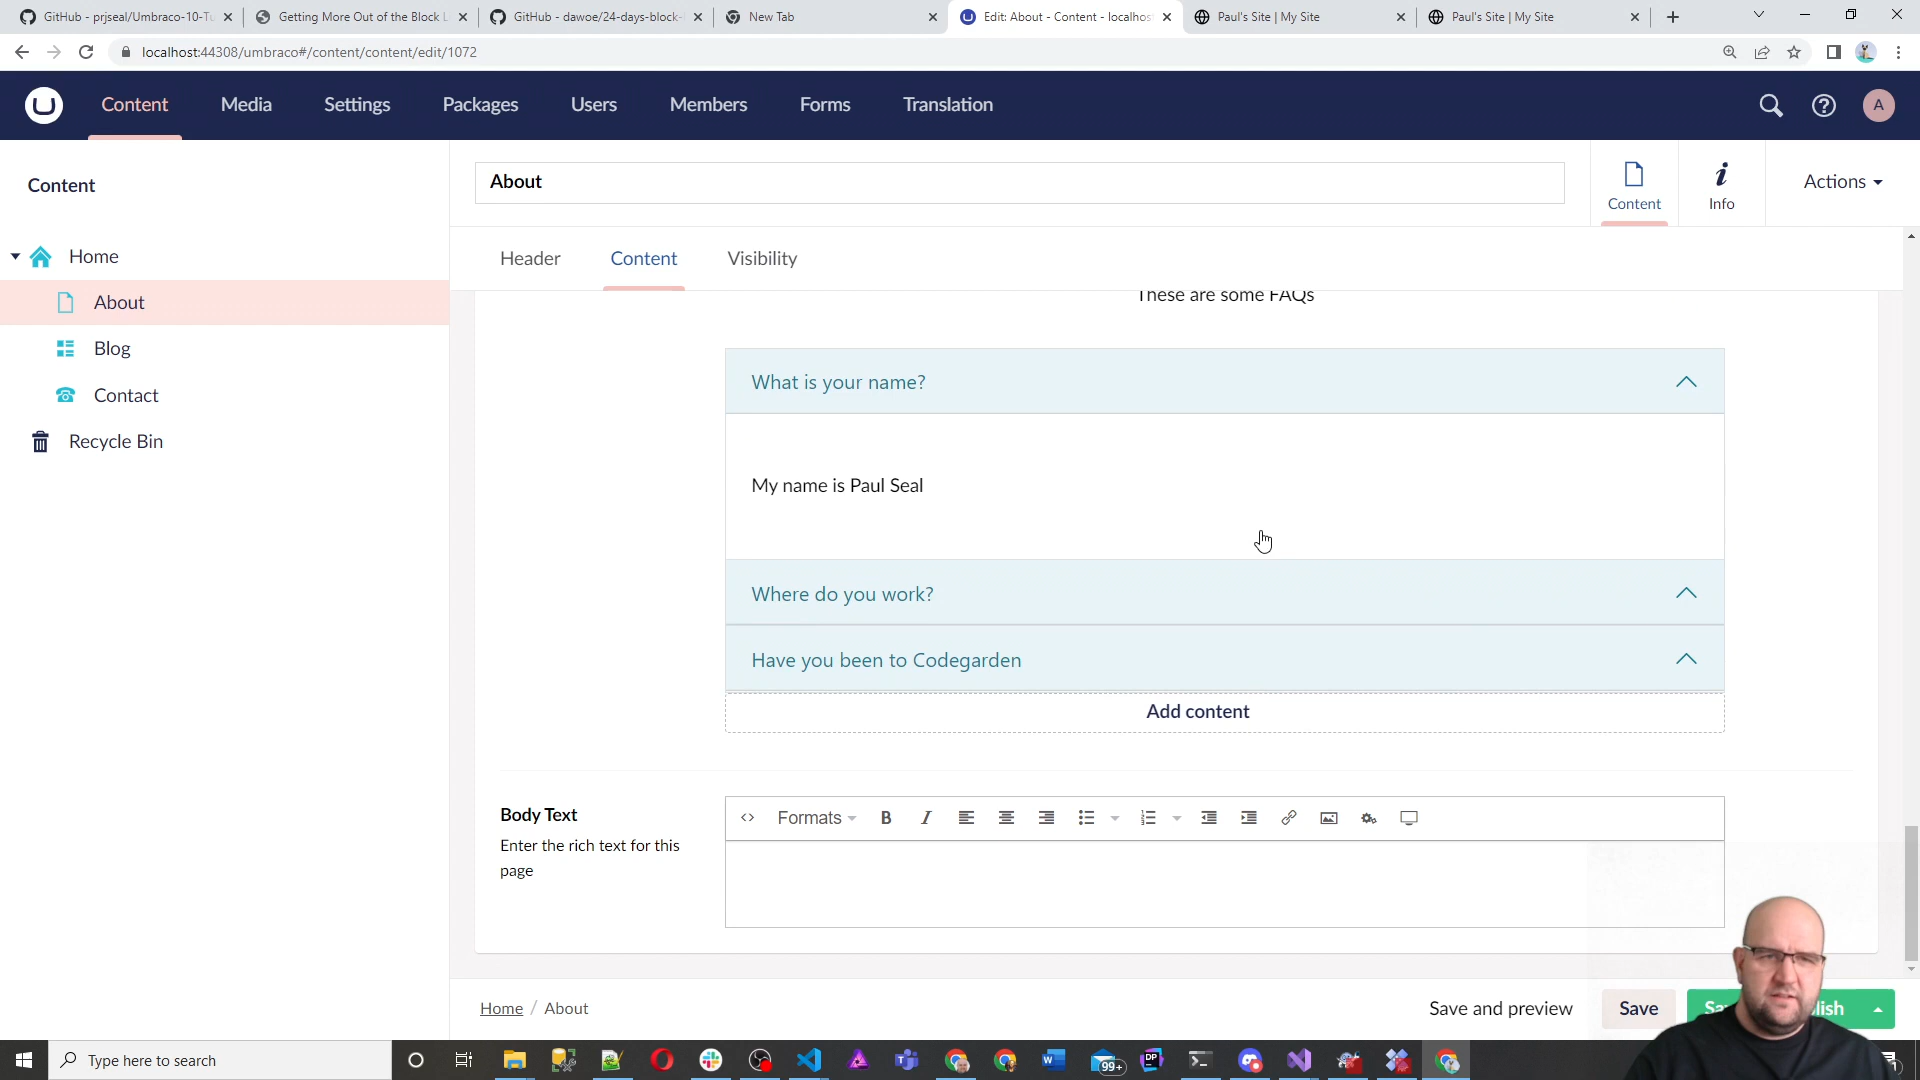 GitHub - prjseal/Umbraco-10-Tu
Getting More Out of the Block L
GitHub - dawoe/24-days-block-
New Tab
Edit: About - Content - localhos
Paul's Site | My Site
Paul's Site | My Site
localhost:44308/umbraco#/content/content/edit/1072
Content
Media
Settings
Packages
Users
Members
Forms
Translation
A
Content
About
Content
Info
Actions
Home
About
Blog
Contact
Recycle Bin
Header
Content
Visibility
These are some FAQs
What is your name?
My name is Paul Seal
Where do you work?
Have you been to Codegarden
Add content
Body Text
Enter the rich text for this
page
Formats
B
I
Home / About
Save and preview
Save
Sa
lish
Type here to search
99+
DP